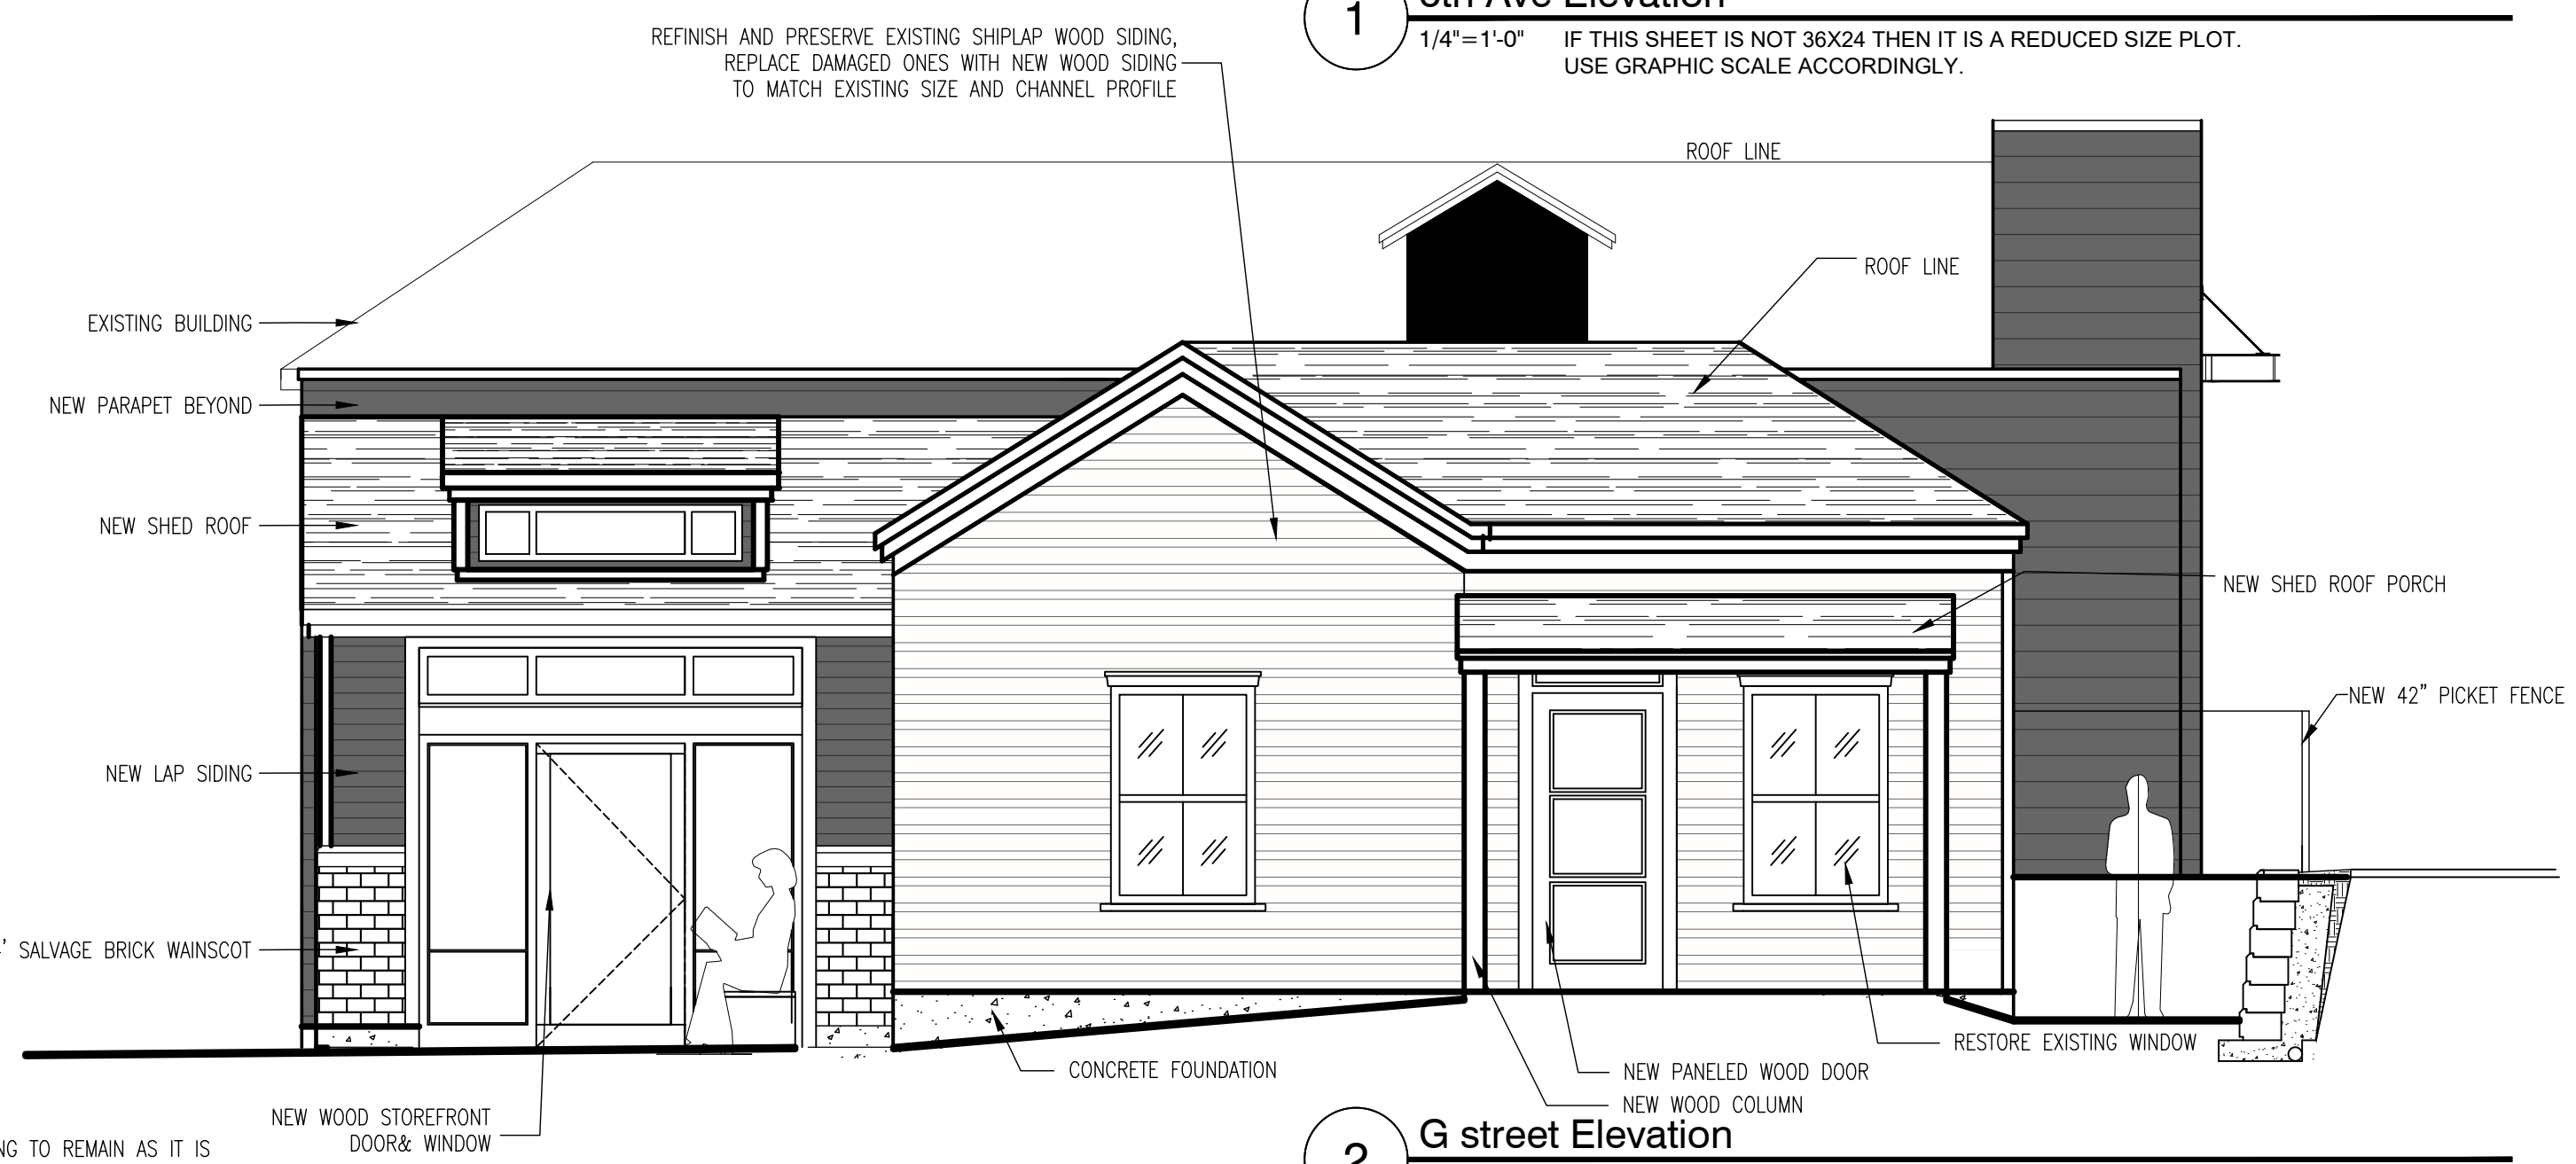 1
Ave Elevation
1/4"=1'-0"
IF THIS SHEET IS NOT 36X24 THEN IT IS A REDUCED SIZE PLOT.
USE GRAPHIC SCALE ACCORDINGLY.
REFINISH AND PRESERVE EXISTING SHIPLAP WOOD SIDING,
REPLACE DAMAGED ONES WITH NEW WOOD SIDING
TO MATCH EXISTING SIZE AND CHANNEL PROFILE
ROOF LINE
ROOF LINE
EXISTING BUILDING
NEW PARAPET BEYOND
NEW SHED ROOF
NEW SHED ROOF PORCH
NEW 42" PICKET FENCE
NEW LAP SIDING
' SALVAGE BRICK WAINSCOT
RESTORE EXISTING WINDOW
CONCRETE FOUNDATION
NEW PANELED WOOD DOOR
NEW WOOD COLUMN
NEW WOOD STOREFRONT
DOOR& WINDOW
NG TO REMAIN AS IT IS
2
G street Elevation